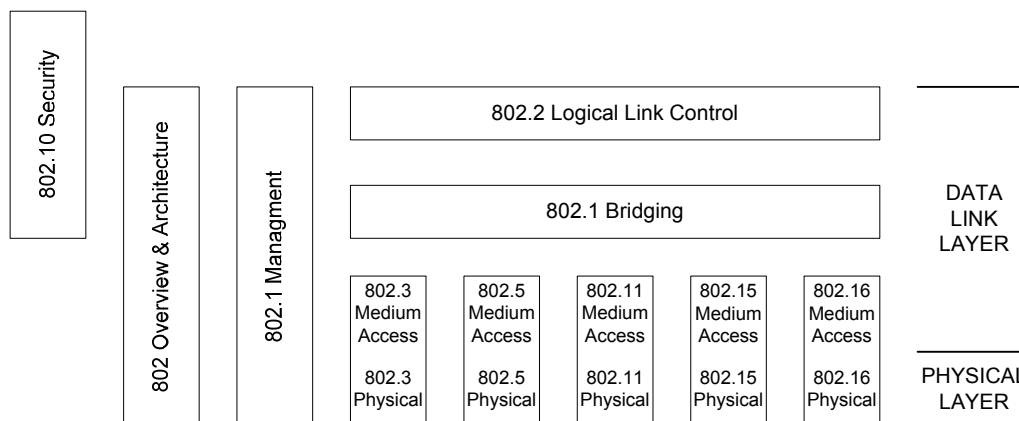 802.10 Security
802 Overview & Architecture
802.1 Managment
802.2 Logical Link Control
802.1 Bridging
802.3
Medium
Access
802.3
Physical
802.5
Medium
Access
802.5
Physical
802.11
Medium
Access
802.11
Physical
802.15
Medium
Access
802.15
Physical
802.16
Medium
Access
802.16
Physical
DATA
LINK
LAYER
PHYSICAL
LAYER